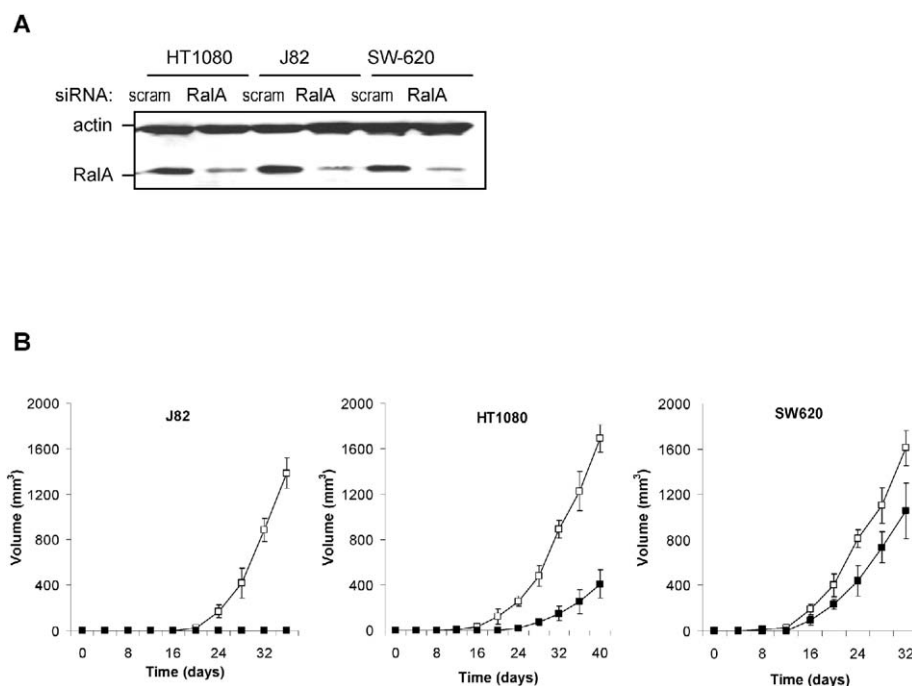 A
HT1080 J82 SW-620
siRNA: scram RalA scram RalA scram RalA
actin
RalA
B
J82
2000
1600
1200
800
400
0
Volume (mm³)
0 8 16 24 32
Time (days)
HT1080
2000
1600
1200
800
400
0
Volume (mm³)
0 8 16 24 32 40
Time (days)
SW620
2000
1600
1200
800
400
0
Volume (mm³)
0 8 16 24 32
Time (days)